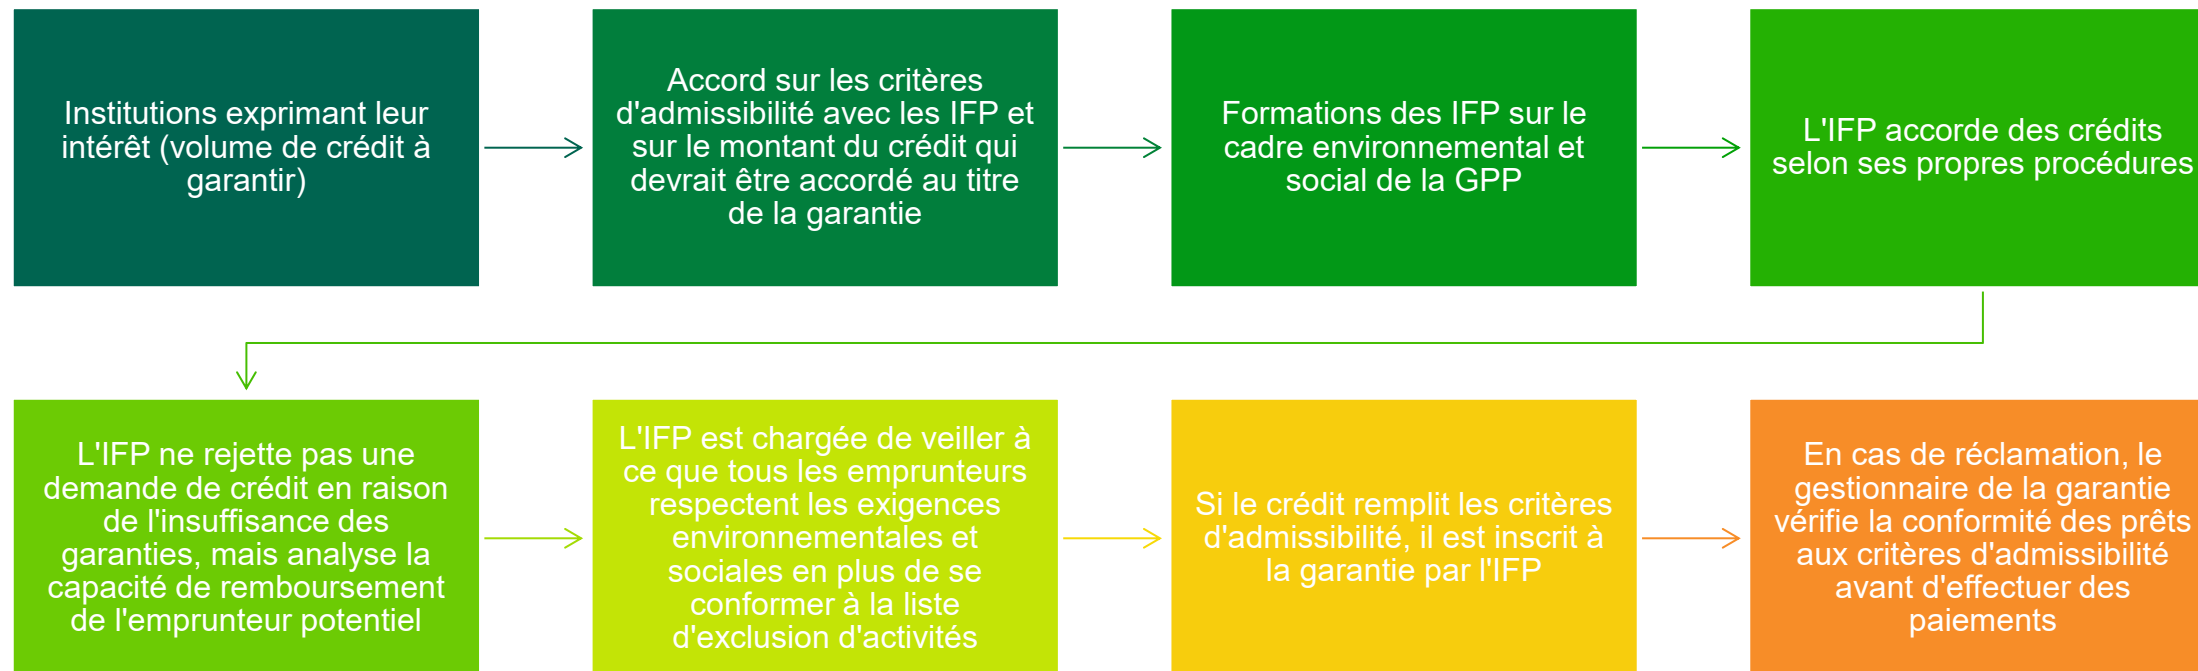 Institutions exprimant leur
intérêt (volume de crédit à
garantir)
Accord sur les critères
d'admissibilité avec les IFP et
sur le montant du crédit qui
devrait être accordé au titre
de la garantie
Formations des IFP sur le
cadre environnemental et
social de la GPP
L'IFP accorde des crédits
selon ses propres procédures
L'IFP ne rejette pas une
demande de crédit en raison
de l'insuffisance des
garanties, mais analyse la
capacité de remboursement
de l'emprunteur potentiel
L'IFP est chargée de veiller à
ce que tous les emprunteurs
respectent les exigences
environnementales et
sociales en plus de se
conformer à la liste
d'exclusion d'activités
Si le crédit remplit les critères
d'admissibilité, il est inscrit à
la garantie par l'IFP
En cas de réclamation, le
gestionnaire de la garantie
vérifie la conformité des prêts
aux critères d'admissibilité
avant d'effectuer des
paiements